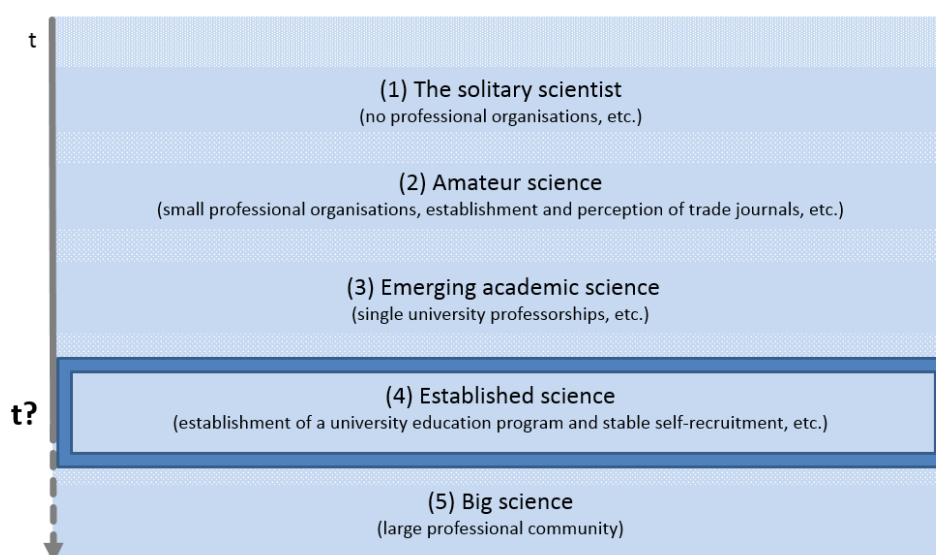 t
(1) The solitary scientist
(no professional organisations, etc.)
(2) Amateur science
(small professional organisations, establishment and perception of trade journals, etc.)
(3) Emerging academic science
(single university professorships, etc.)
t?
(4) Established science
(establishment of a university education program and stable self-recruitment, etc.)
(5) Big science
(large professional community)